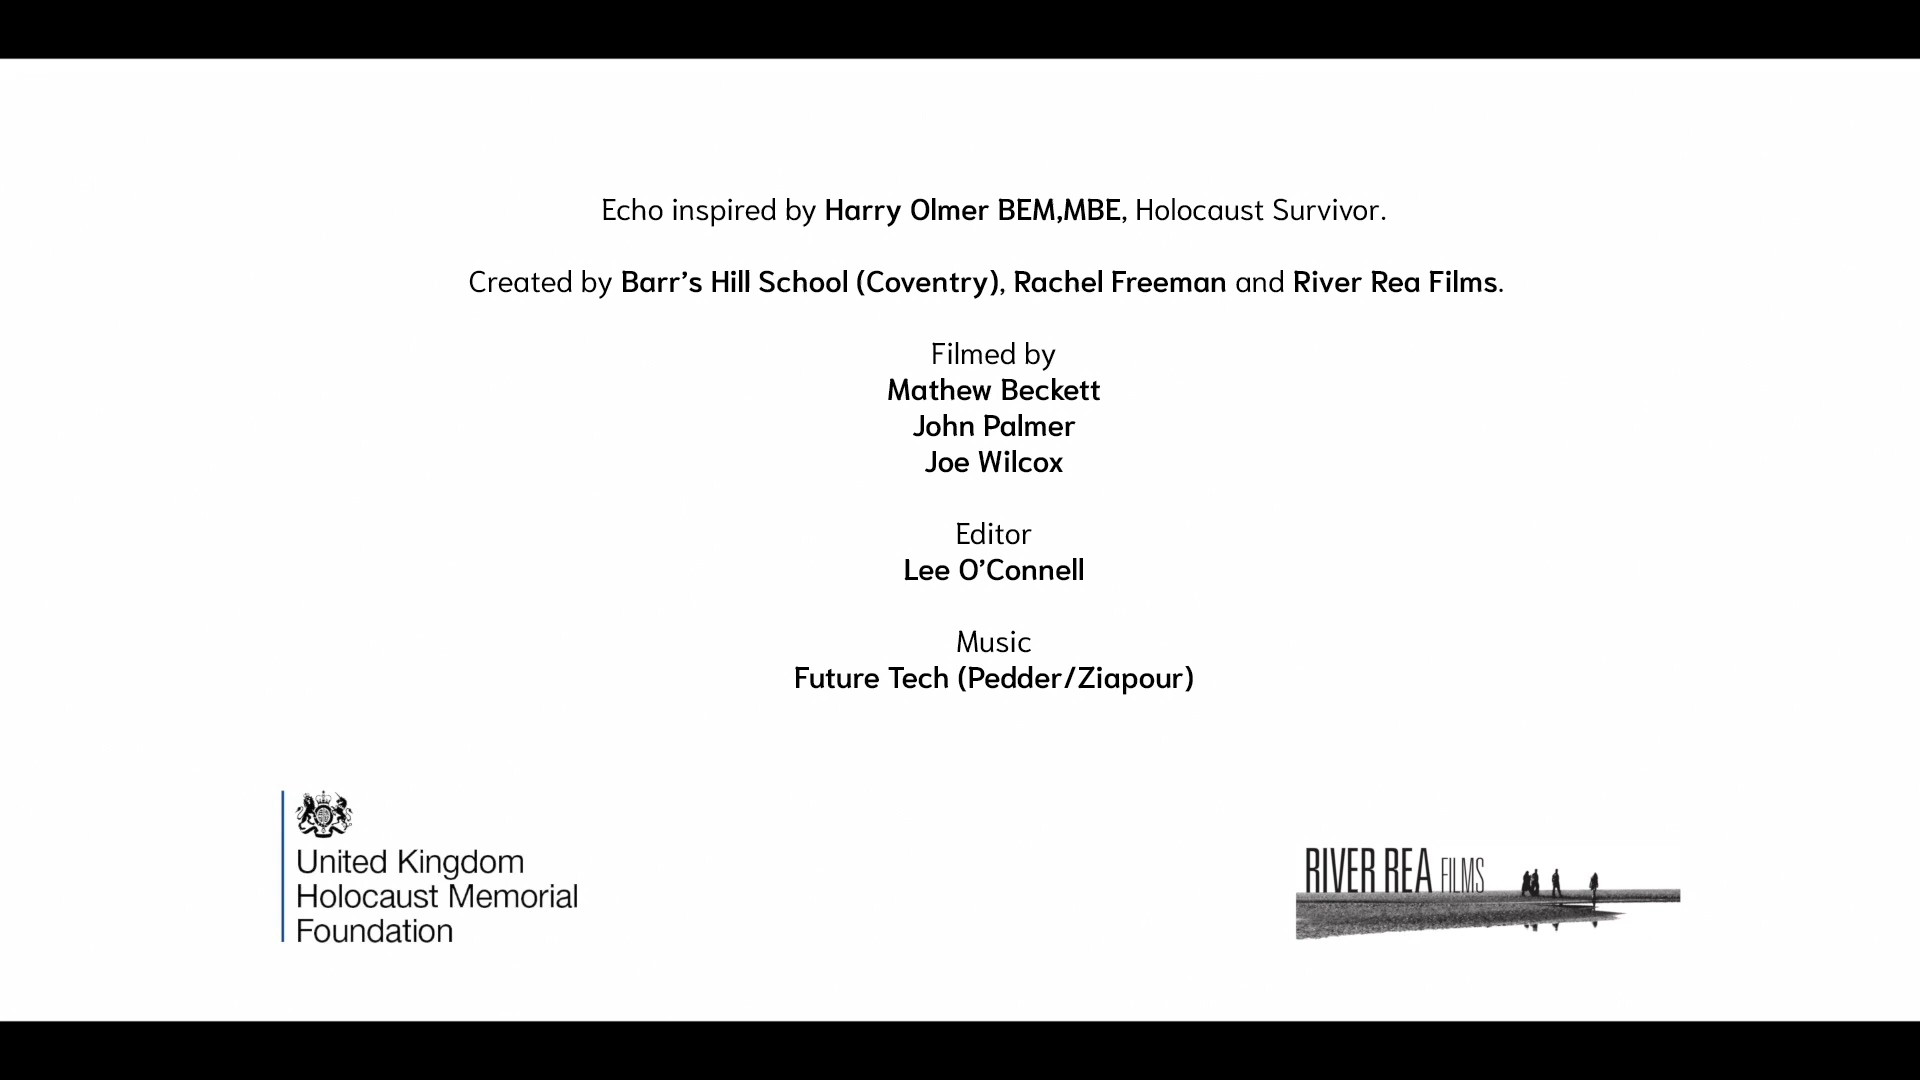 Echo inspired by Harry Olmer BEM,MBE, Holocaust Survivor.
Created by Barr’s Hill School (Coventry), Rachel Freeman and River Rea Films.
Filmed by
Mathew Beckett
John Palmer
Joe Wilcox
Editor
Lee O’Connell
Music
Future Tech (Pedder/Ziapour)
United Kingdom
Holocaust Memorial
Foundation
RIVER REA FILMS